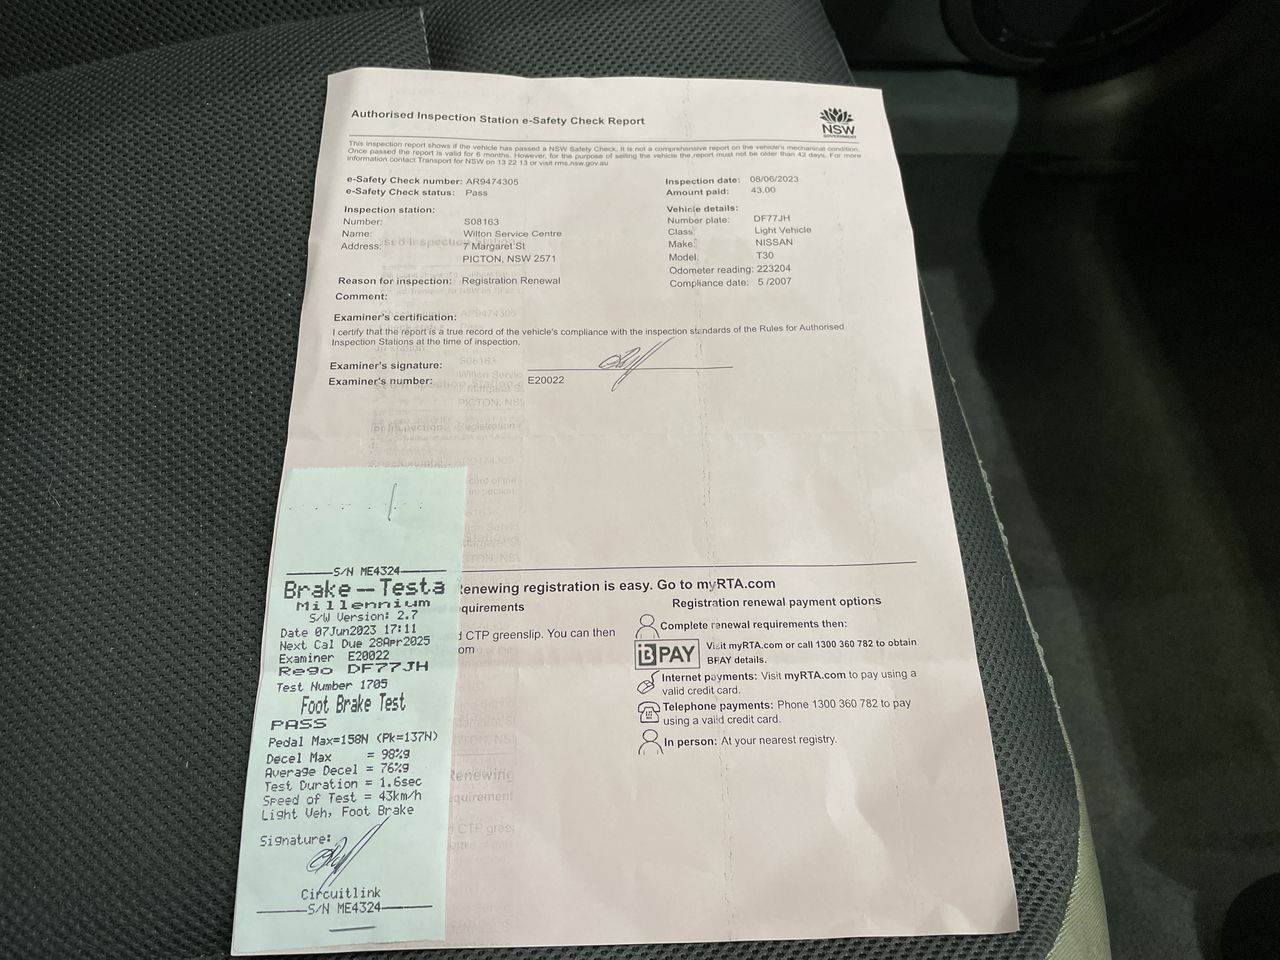 Authorised Inspection Station e-Safety Check Report
NSW
GOVERNMENT
This inspection report shows if the vehicle has passed a NSW Safety Check. It is not a comprehensive report on the vehicle's mechanical condition.
Once passed the report is valid for 6 months. However, for the purpose of selling the vehicle the report must not be older than 42 days. For more
information contact Transport for NSW on 13 22 13 or visit rms.nsw.gov.au
e-Safety Check number: AR9474305
e-Safety Check status: Pass
Inspection date: 08/06/2023
Amount paid: 43.00
Inspection station:
Number: S08163
Name: Wilton Service Centre
Address: 7 Margaret St
PICTON, NSW 2571
Vehicle details:
Number plate: DF77JH
Class: Light Vehicle
Make: NISSAN
Model: T30
Odometer reading: 223204
Compliance date: 5 /2007
Reason for inspection: Registration Renewal
Comment:
Examiner's certification:
I certify that the report is a true record of the vehicle's compliance with the inspection standards of the Rules for Authorised
Inspection Stations at the time of inspection.
Examiner's signature:
Examiner's number: E20022
Renewing registration is easy. Go to myRTA.com
equirements
d CTP greenslip. You can then
om
Registration renewal payment options
Complete renewal requirements then:
BPAY
Visit myRTA.com or call 1300 360 782 to obtain
BPAY details.
Internet payments: Visit myRTA.com to pay using a
valid credit card.
Telephone payments: Phone 1300 360 782 to pay
using a valid credit card.
In person: At your nearest registry.
S/N ME4324
Brake-Testa
Millennium
S/W Version: 2.7
Date 07Jun2023 17:11
Next Cal Due 28Apr2025
Examiner E20022
Rego DF77JH
Test Number 1705
Foot Brake Test
PASS
Pedal Max=158N (Pk=137N)
Decel Max = 98%g
Average Decel = 76%g
Test Duration = 1.6sec
Speed of Test = 43km/h
Light Veh, Foot Brake
Signature:
Circuitlink
S/N ME4324